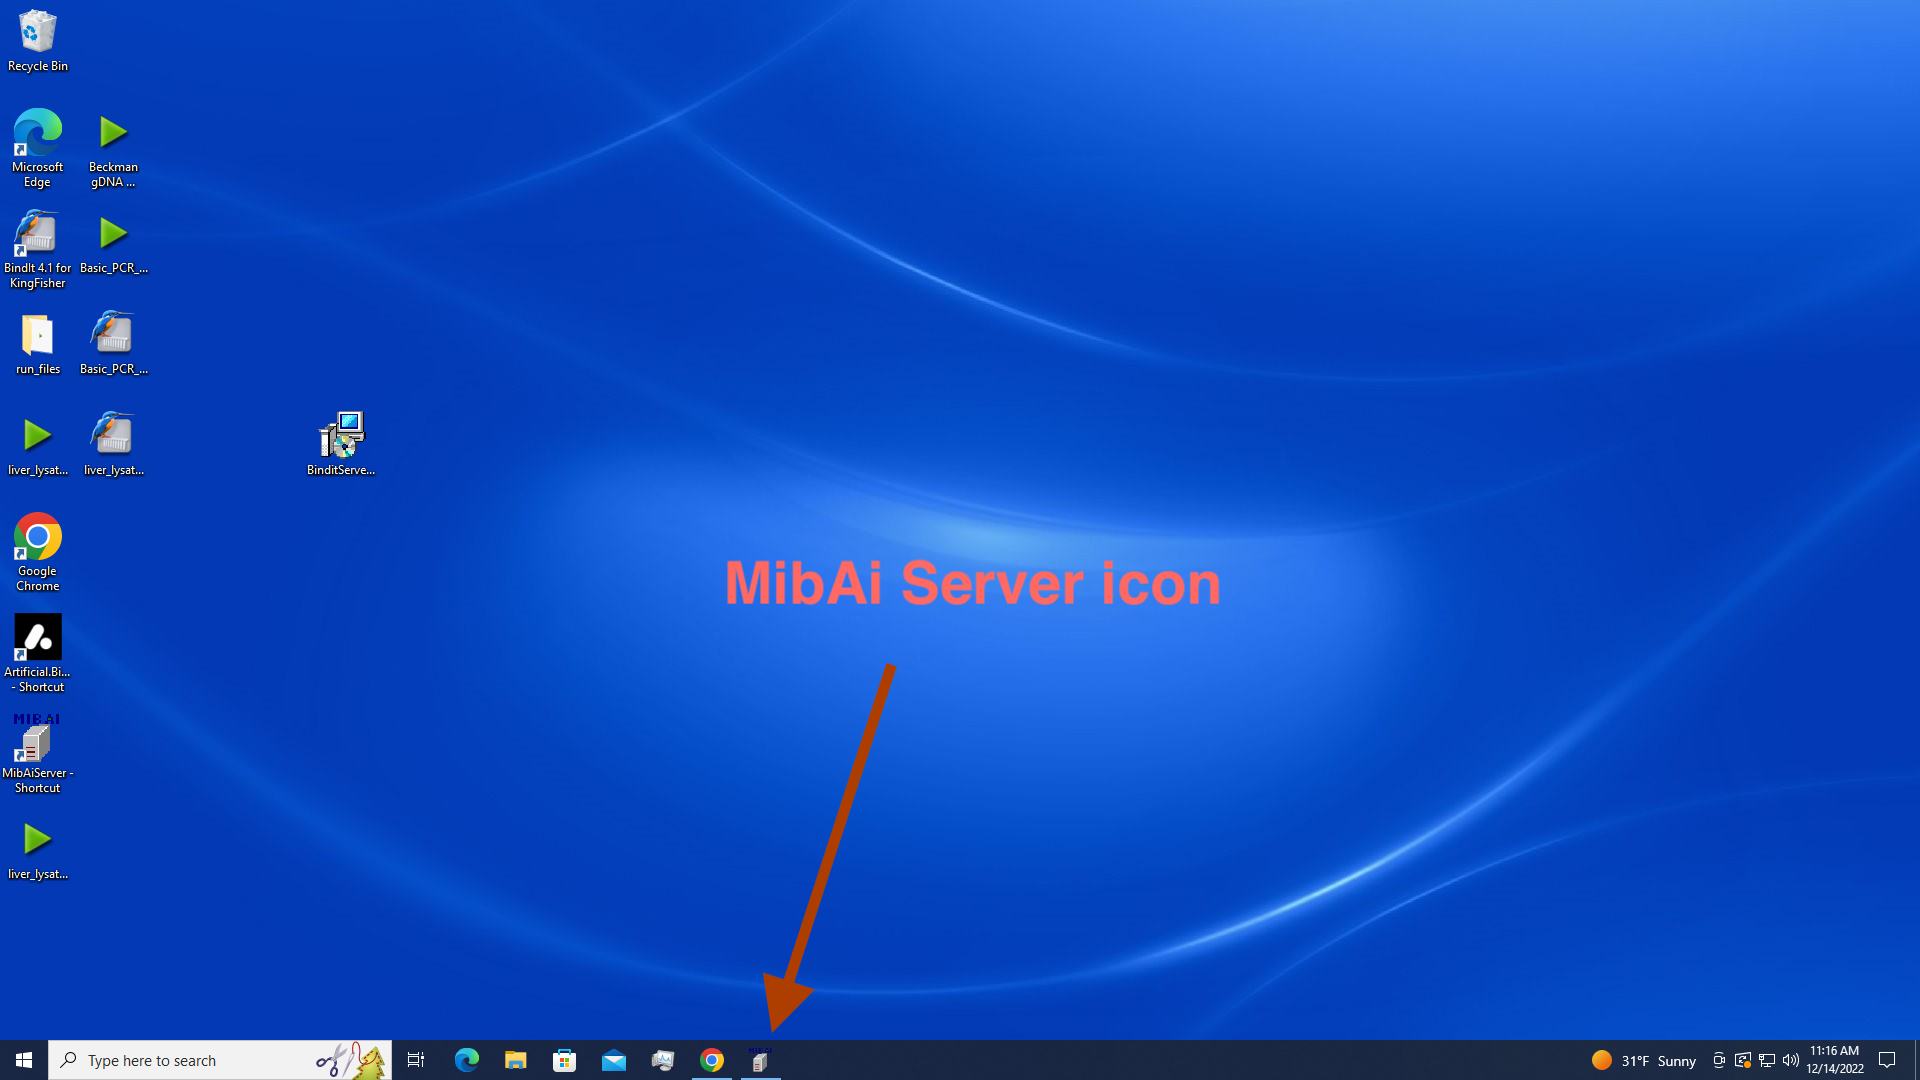 Recycle Bin
Microsoft
Edge
Beckman
gDNA ...
BindIt 4.1 for
KingFisher
Basic_PCR_...
run_files
Basic_PCR_...
liver_lysat...
liver_lysat...
BinditServe...
Google
Chrome
MibAi Server icon
Artificial.Bi...
- Shortcut
MIB AI
MibAiServer -
Shortcut
liver_lysat...
Type here to search
31°F Sunny
11:16 AM
12/14/2022